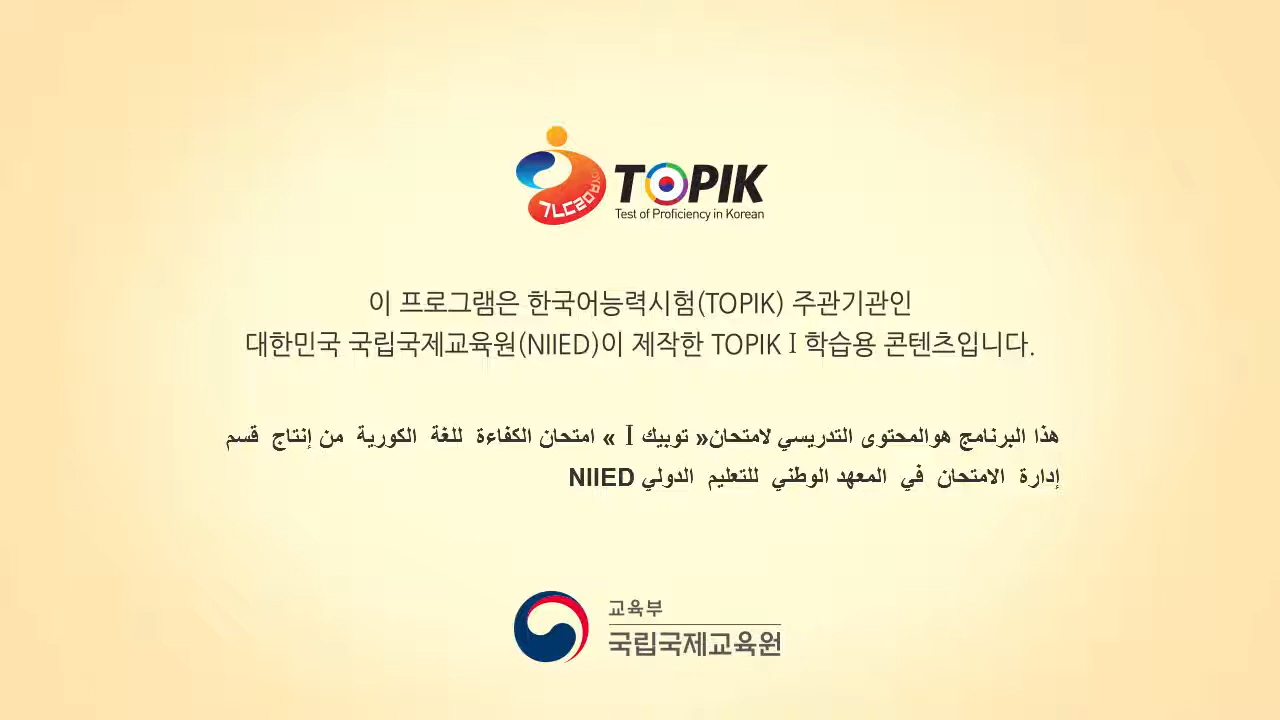 TOPIK
Test of Proficiency in Korean
이 프로그램은 한국어능력시험(TOPIK) 주관기관인
대한민국 국립국제교육원(NIIED)이 제작한 TOPIK I 학습용 콘텐츠입니다.
هذا البرنامج هوالمحتوى التدريسي لامتحان« توبيك I » امتحان الكفاءة للغة الكورية من إنتاج قسم
إدارة الامتحان في المعهد الوطني للتعليم الدولي NIIED
교육부
국립국제교육원